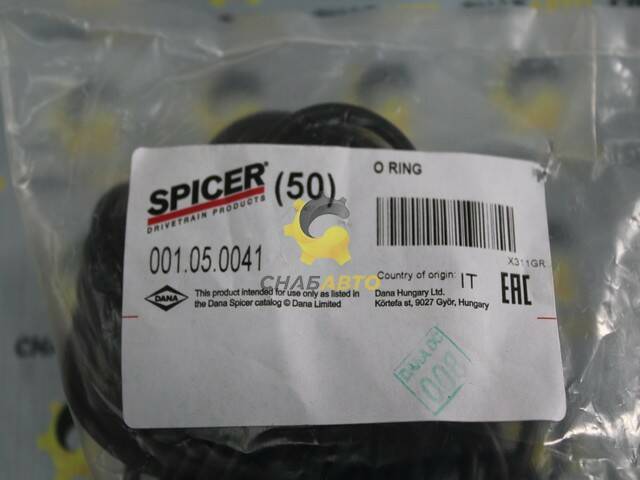 SPICER® (50)
DRIVETRAIN PRODUCTS
001.05.0041
DANA
This product intended for use only as listed in
the Dana Spicer catalog © Dana Limited
O RING
X311GR
Country of origin: IT
Dana Hungary Ltd.
Körtefa st, 9027 Győr, Hungary
EAC
DANA DC
008
СНАБАВТО